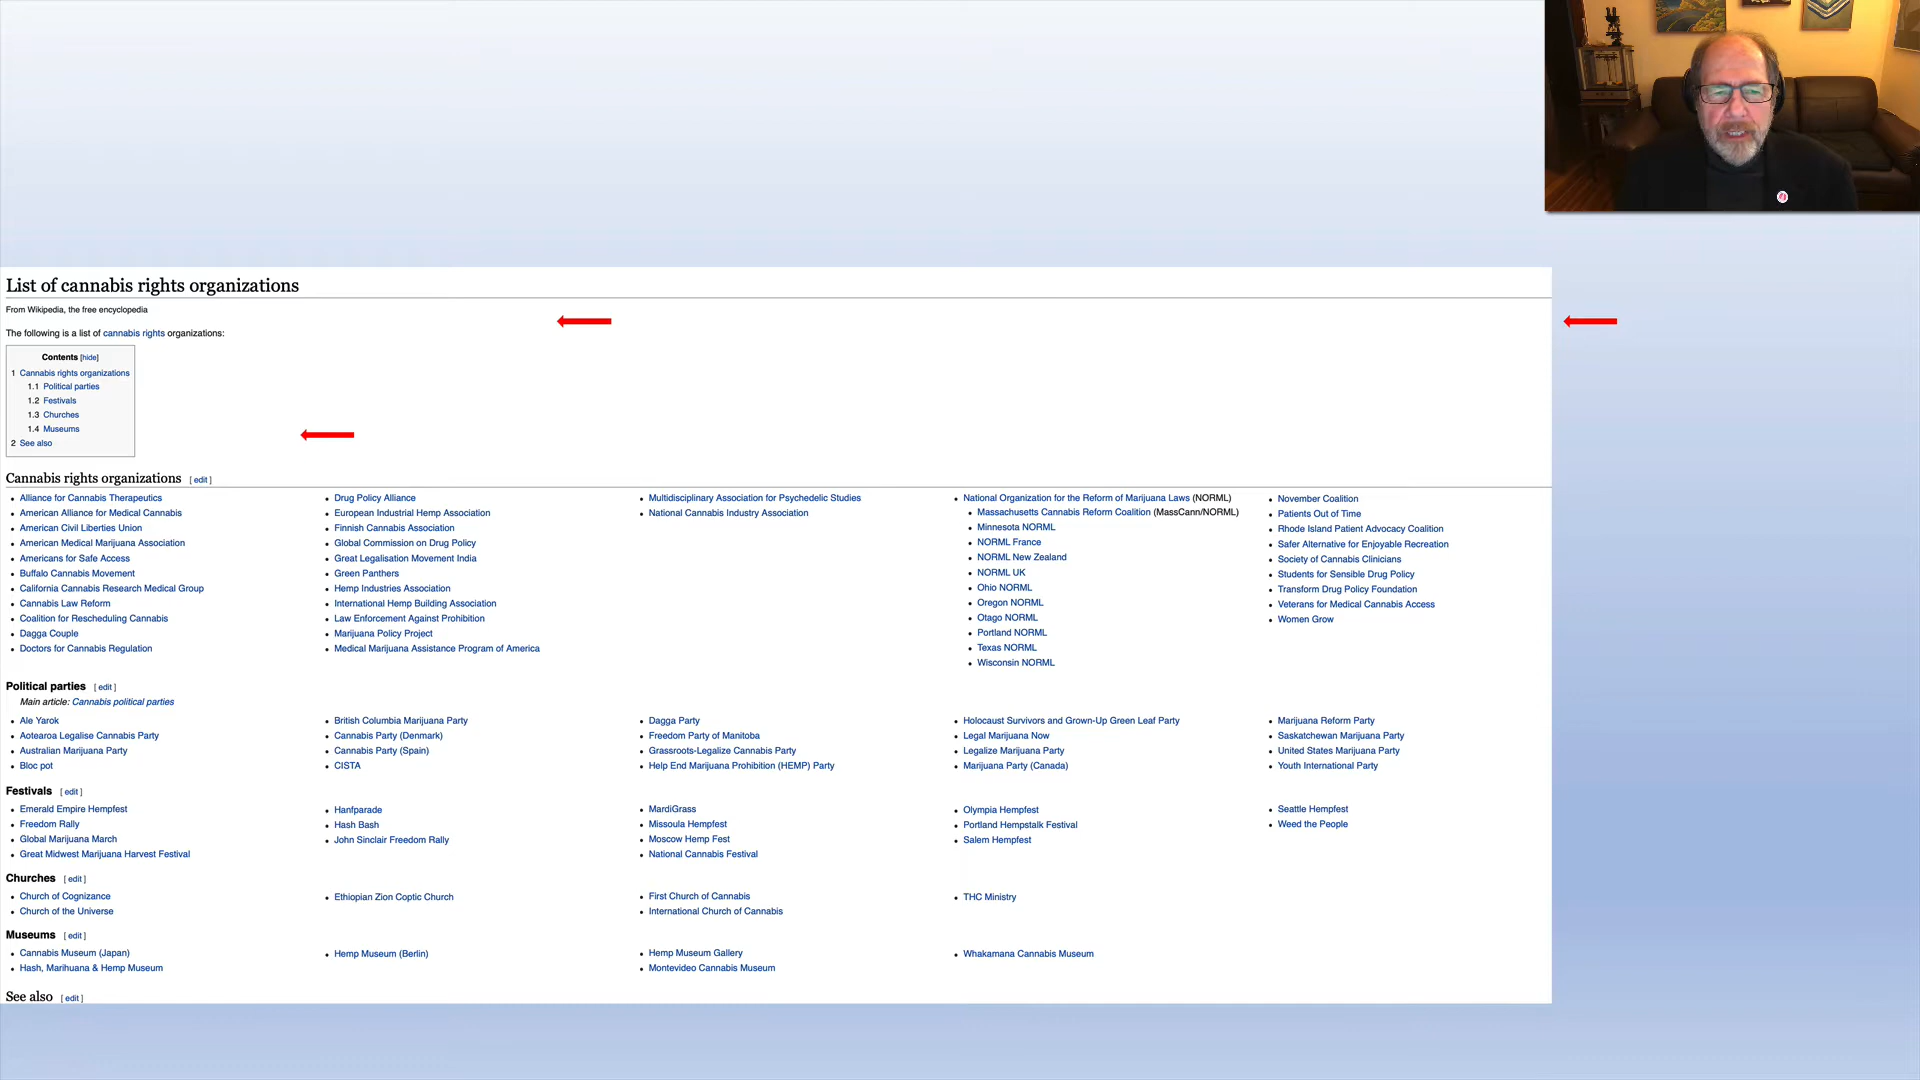 List of cannabis rights organizations
From Wikipedia, the free encyclopedia
The following is a list of cannabis rights organizations:
Contents [hide]
1 Cannabis rights organizations
1.1 Political parties
1.2 Festivals
1.3 Churches
1.4 Museums
2 See also
Cannabis rights organizations [ edit ]
Alliance for Cannabis Therapeutics
American Alliance for Medical Cannabis
American Civil Liberties Union
American Medical Marijuana Association
Americans for Safe Access
Buffalo Cannabis Movement
California Cannabis Research Medical Group
Cannabis Law Reform
Coalition for Rescheduling Cannabis
Dagga Couple
Doctors for Cannabis Regulation
Drug Policy Alliance
European Industrial Hemp Association
Finnish Cannabis Association
Global Commission on Drug Policy
Great Legalisation Movement India
Green Panthers
Hemp Industries Association
International Hemp Building Association
Law Enforcement Against Prohibition
Marijuana Policy Project
Medical Marijuana Assistance Program of America
Multidisciplinary Association for Psychedelic Studies
National Cannabis Industry Association
National Organization for the Reform of Marijuana Laws (NORML)
Massachusetts Cannabis Reform Coalition (MassCann/NORML)
Minnesota NORML
NORML France
NORML New Zealand
NORML UK
Ohio NORML
Oregon NORML
Otago NORML
Portland NORML
Texas NORML
Wisconsin NORML
November Coalition
Patients Out of Time
Rhode Island Patient Advocacy Coalition
Safer Alternative for Enjoyable Recreation
Society of Cannabis Clinicians
Students for Sensible Drug Policy
Transform Drug Policy Foundation
Veterans for Medical Cannabis Access
Women Grow
Political parties [ edit ]
Main article: Cannabis political parties
Ale Yarok
Aotearoa Legalise Cannabis Party
Australian Marijuana Party
Bloc pot
British Columbia Marijuana Party
Cannabis Party (Denmark)
Cannabis Party (Spain)
CISTA
Dagga Party
Freedom Party of Manitoba
Grassroots-Legalize Cannabis Party
Help End Marijuana Prohibition (HEMP) Party
Holocaust Survivors and Grown-Up Green Leaf Party
Legal Marijuana Now
Legalize Marijuana Party
Marijuana Party (Canada)
Marijuana Reform Party
Saskatchewan Marijuana Party
United States Marijuana Party
Youth International Party
Festivals [ edit ]
Emerald Empire Hempfest
Freedom Rally
Global Marijuana March
Great Midwest Marijuana Harvest Festival
Hanfparade
Hash Bash
John Sinclair Freedom Rally
MardiGrass
Missoula Hempfest
Moscow Hemp Fest
National Cannabis Festival
Olympia Hempfest
Portland Hempstalk Festival
Salem Hempfest
Seattle Hempfest
Weed the People
Churches [ edit ]
Church of Cognizance
Church of the Universe
Ethiopian Zion Coptic Church
First Church of Cannabis
International Church of Cannabis
THC Ministry
Museums [ edit ]
Cannabis Museum (Japan)
Hash, Marihuana & Hemp Museum
Hemp Museum (Berlin)
Hemp Museum Gallery
Montevideo Cannabis Museum
Whakamana Cannabis Museum
See also [ edit ]